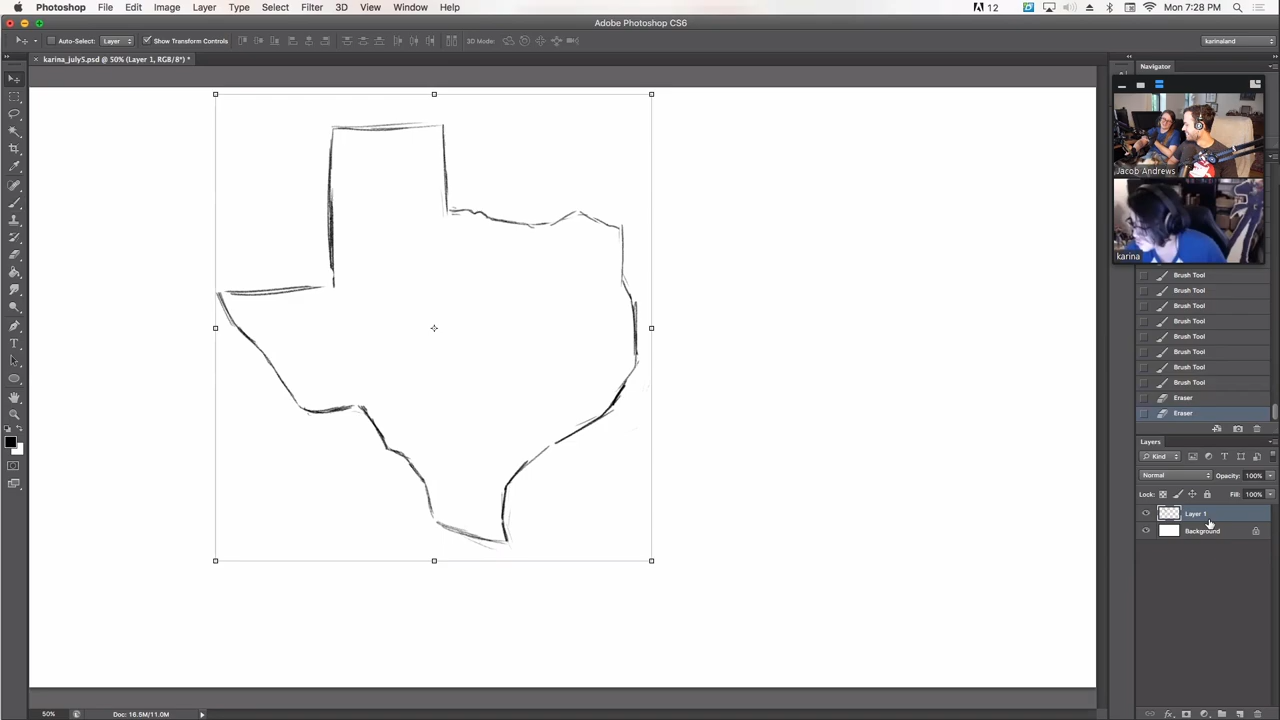 Photoshop File Edit Image Layer Type Select Filter 3D View Window Help
12 Mon 7:28 PM
Adobe Photoshop CS6
Auto-Select: Layer Show Transform Controls 3D Mode: karinaland
× karina_july5.psd @ 50% (Layer 1, RGB/8*) *
Navigator
Jacob Andrews
karina
Brush Tool
Brush Tool
Brush Tool
Brush Tool
Brush Tool
Brush Tool
Brush Tool
Brush Tool
Eraser
Eraser
Layers
Kind
Normal Opacity: 100%
Lock: Fill: 100%
Layer 1
Background
50% Doc: 16.5M/11.0M